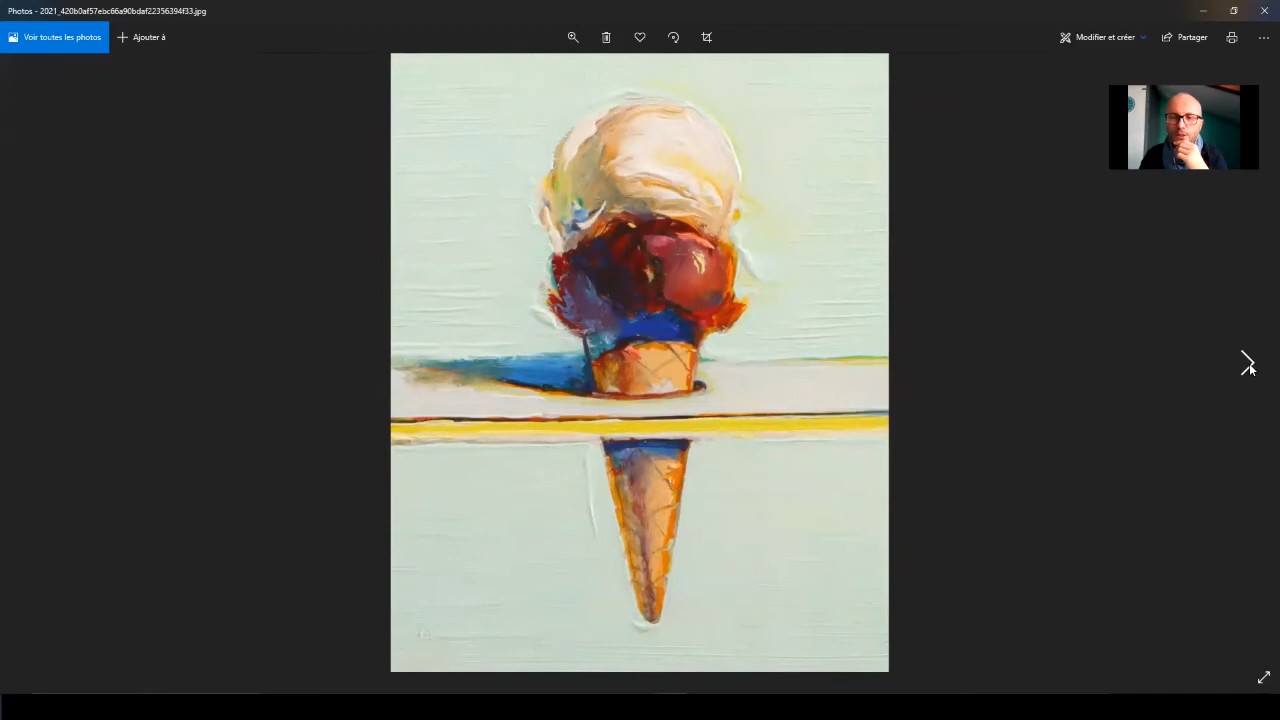 Photos - 2021_420b0af57ebc66a90bdaf22356394f33.jpg
Voir toutes les photos
Ajouter à
Modifier et créer
Partager